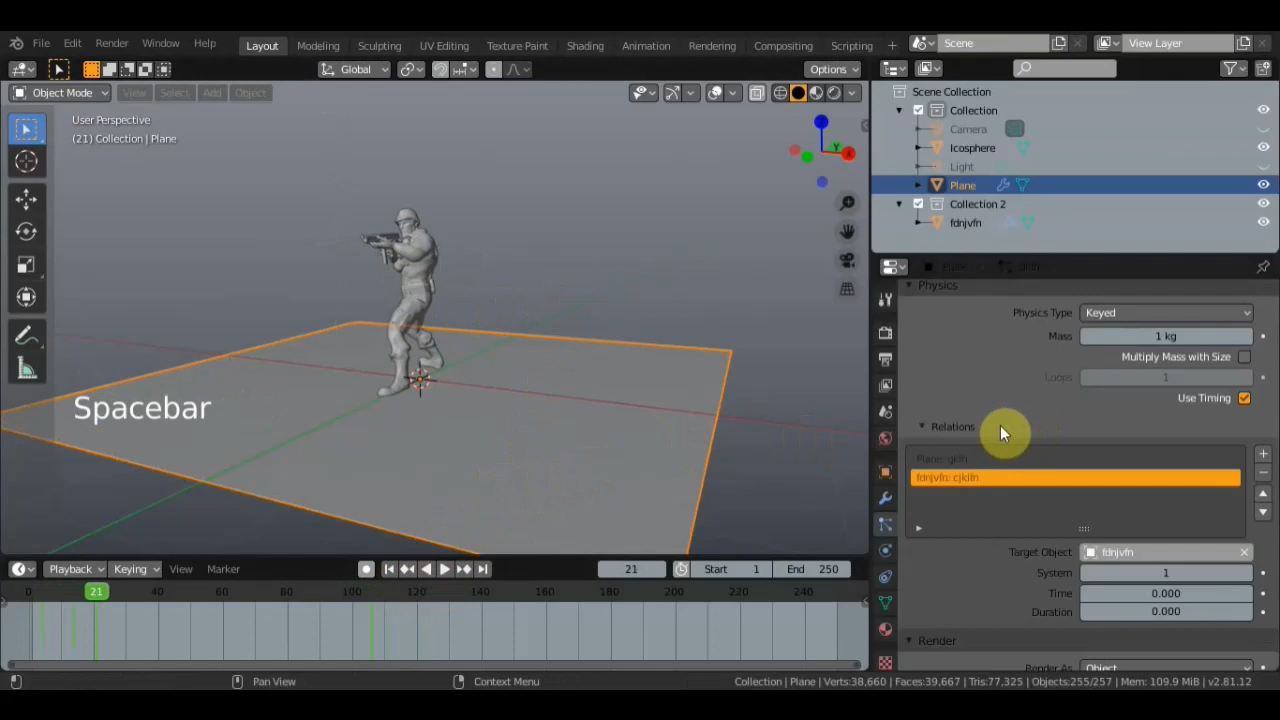 File Edit Render Window Help Layout Modeling Sculpting UV Editing Texture Paint Shading Animation Rendering Compositing Scripting Scene View Layer
Global Options
Object Mode View Select Add Object
User Perspective
(21) Collection | Plane
Scene Collection
Collection
Camera
Icosphere
Light
Plane
Collection 2
fdnjvfn
Physics
Physics Type Keyed
Mass 1 kg
Multiply Mass with Size
Loops 1
Use Timing
Relations
fdnjvfn: cjkifn
Target Object fdnjvfn
System 1
Time 0.000
Duration 0.000
Render
Render As Object
X
Y
Z
Spacebar
Playback Keying View Marker 21 Start 1 End 250
0 21 40 60 80 100 120 140 160 180 200 220 240
Pan View Context Menu Collection | Plane | Verts:38,660 | Faces:39,667 | Tris:77,325 | Objects:255/257 | Mem: 109.9 MiB | v2.81.12